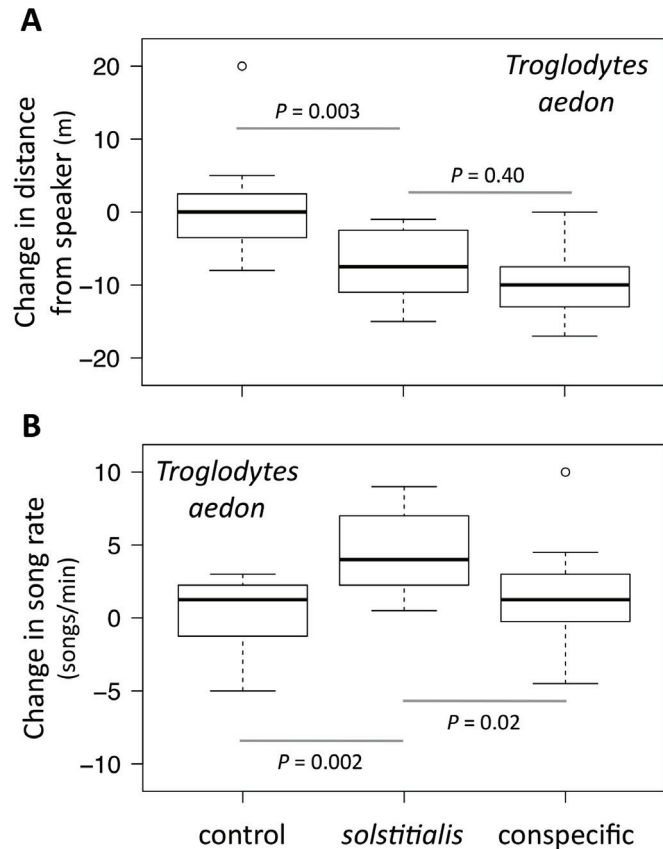 A
Troglodytes
aedon
Change in distance
from speaker (m)
20
10
0
−10
−20
P = 0.003
P = 0.40
B
Troglodytes
aedon
Change in song rate
(songs/min)
10
5
0
−5
−10
P = 0.02
P = 0.002
control solstitialis conspecific